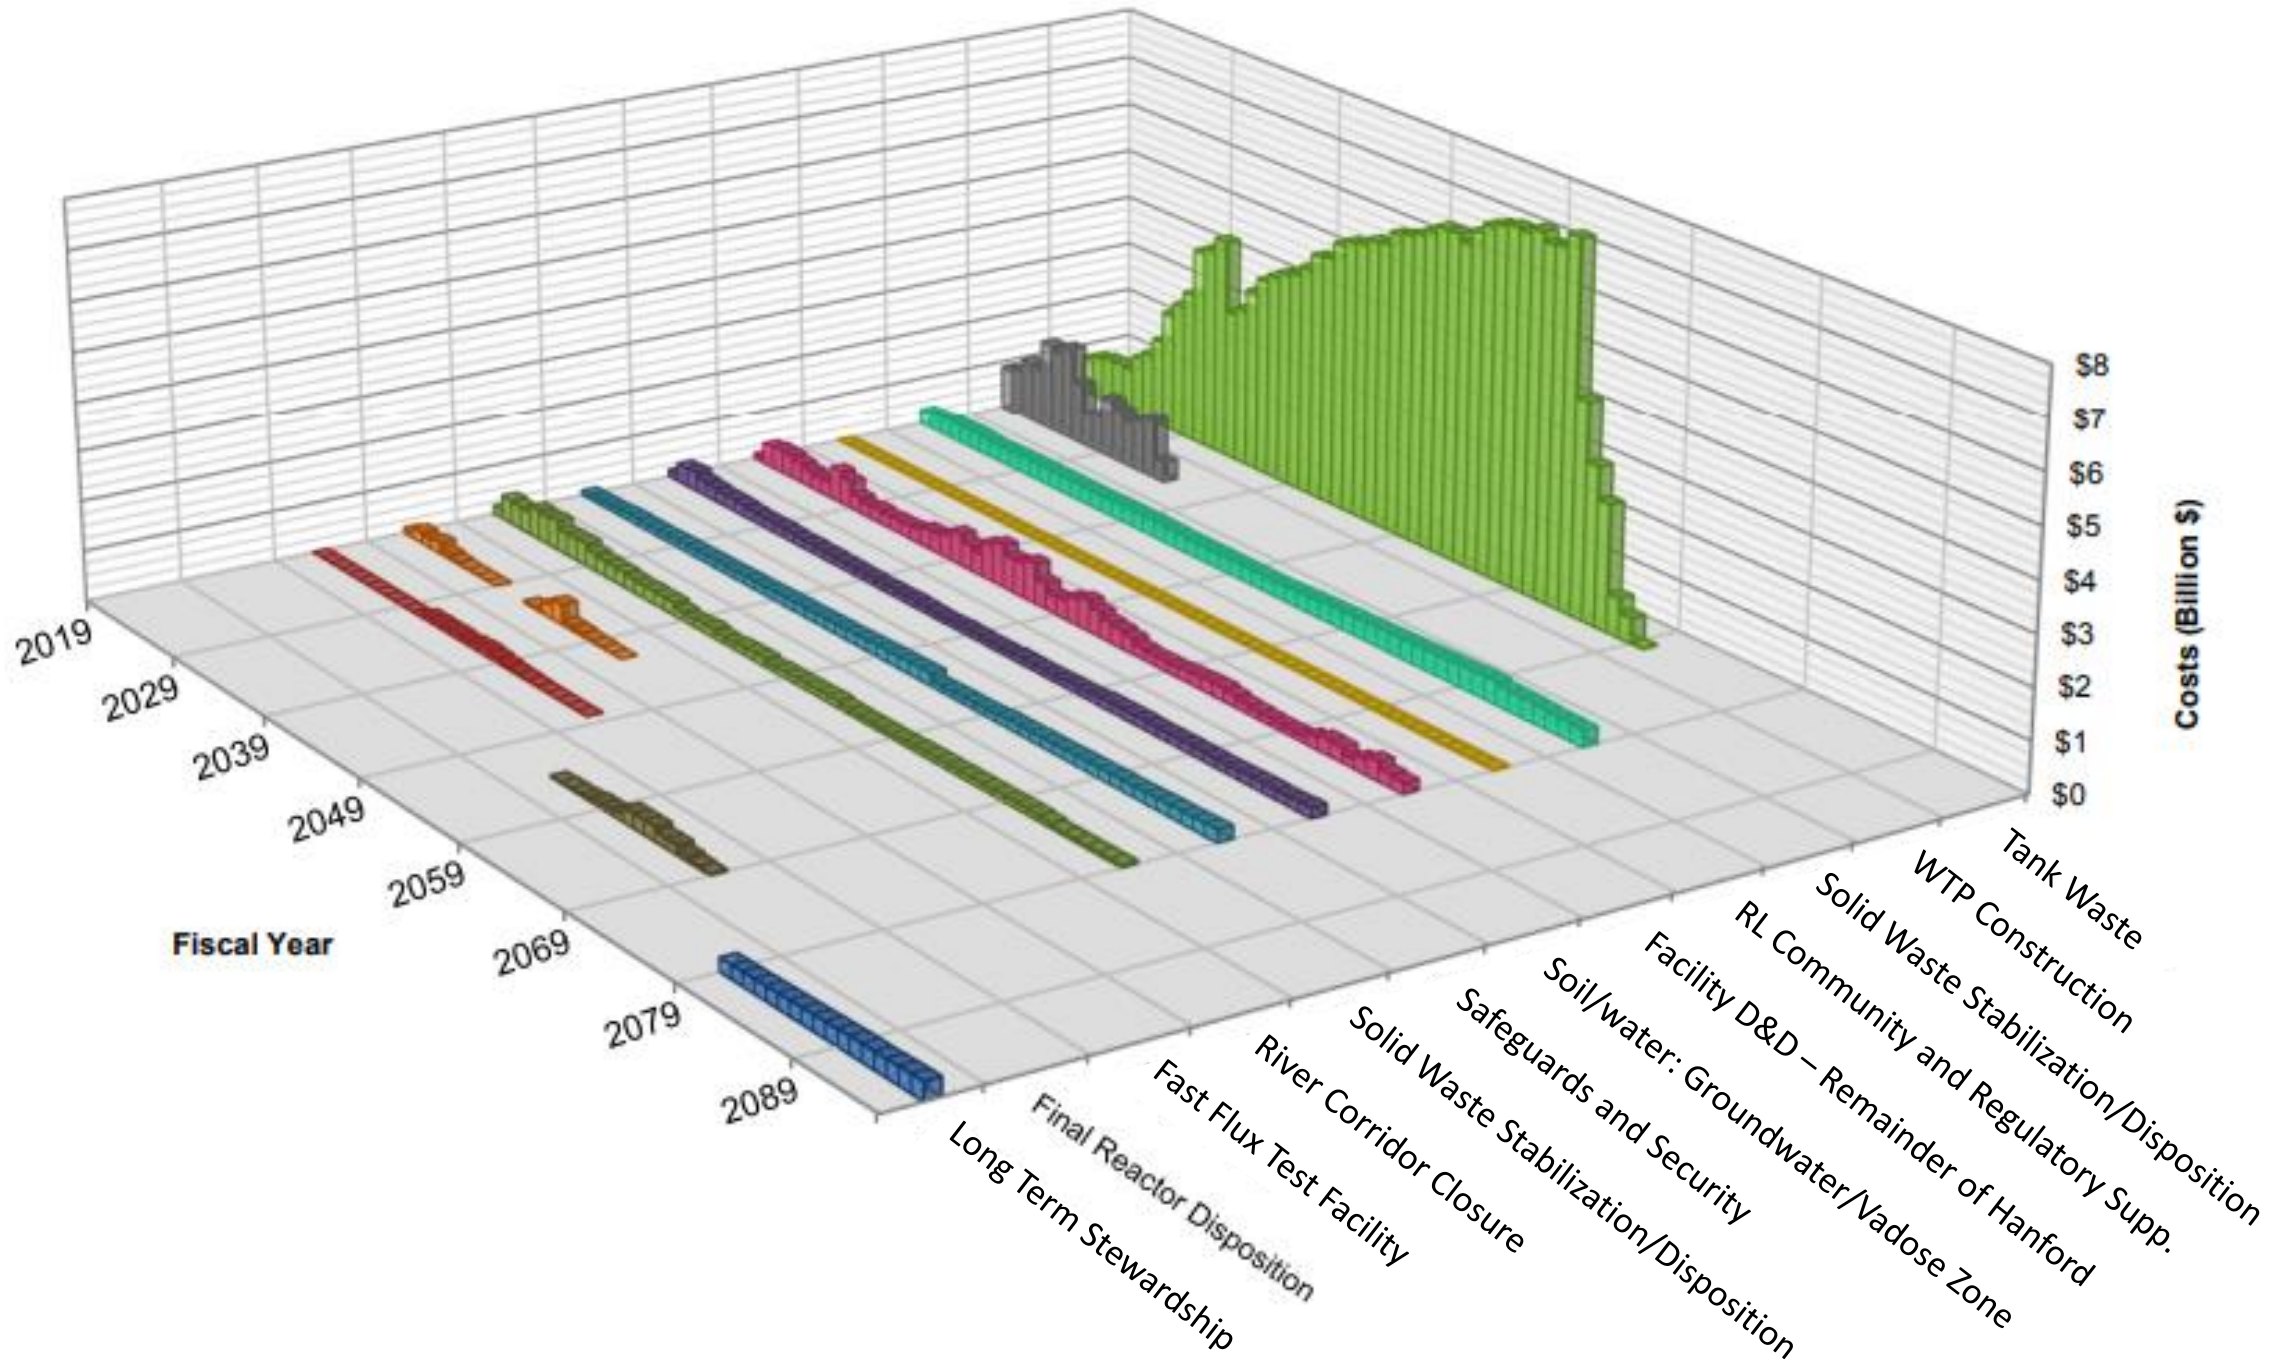 $8
$7
$6
$5
$4
$3
$2
$1
$0
Costs (Billion $)
2019
2029
2039
2049
2059
2069
2079
2089
Fiscal Year
Tank Waste
WTP Construction
Solid Waste Stabilization/Disposition
RL Community and Regulatory Supp.
Facility D&D – Remainder of Hanford
Soil/water: Groundwater/Vadose Zone
Safeguards and Security
Solid Waste Stabilization/Disposition
River Corridor Closure
Fast Flux Test Facility
Final Reactor Disposition
Long Term Stewardship